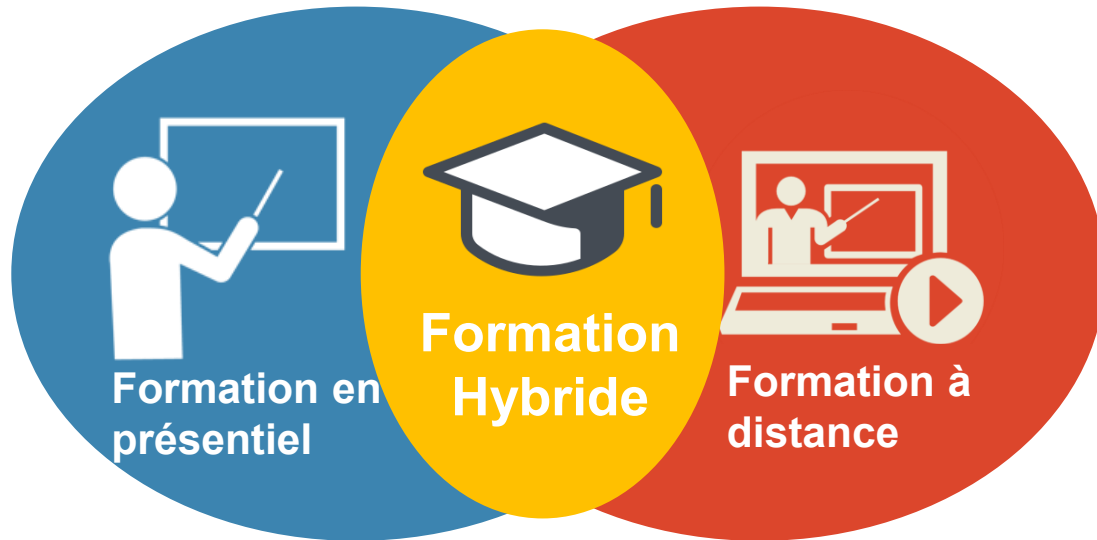 Formation en
présentiel
Formation
Hybride
Formation à
distance